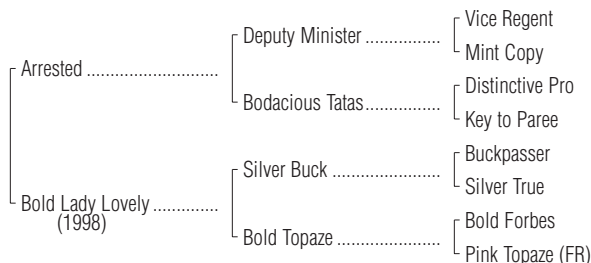 Vice Regent
Deputy Minister ................
Mint Copy
Arrested ............................
Distinctive Pro
Bodacious Tatas................
Key to Paree
Buckpasser
Silver Buck .......................
Silver True
Bold Lady Lovely ..............
(1998)
Bold Forbes
Bold Topaze ......................
Pink Topaze (FR)